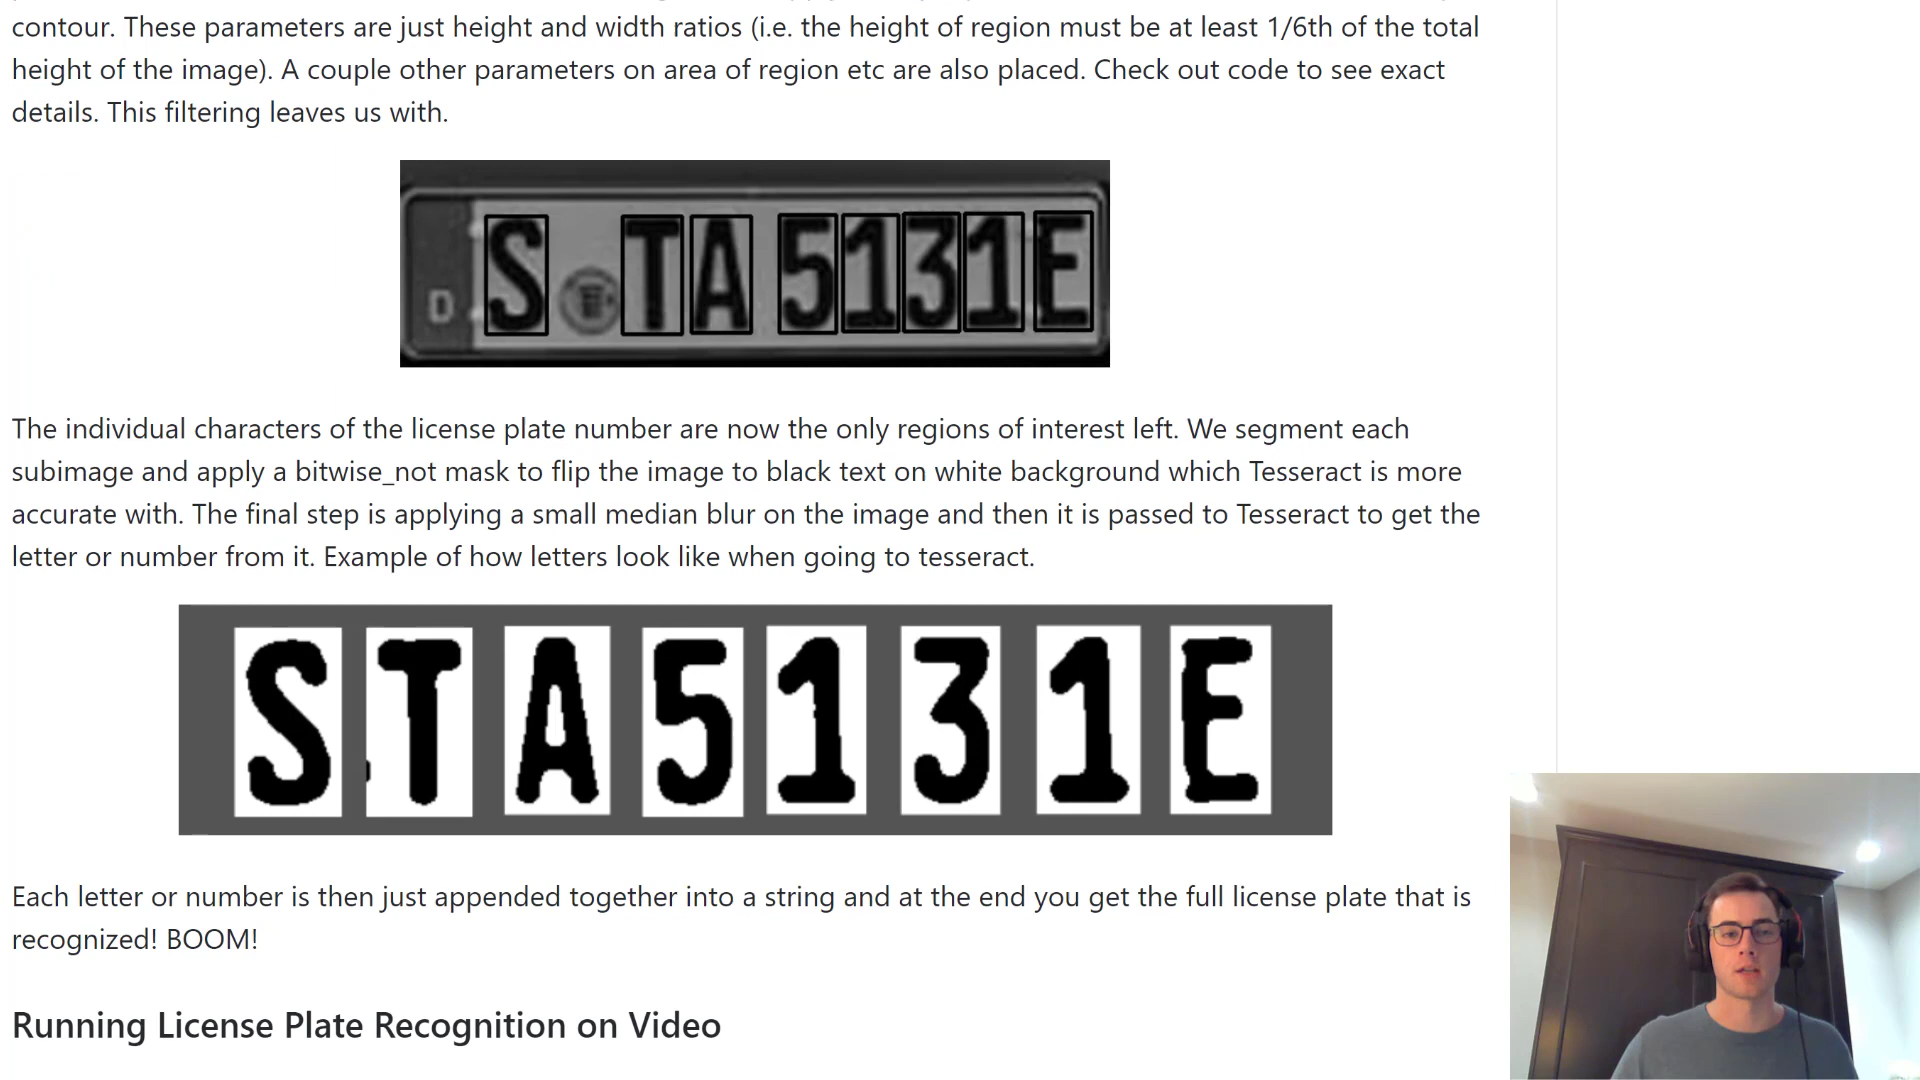 contour. These parameters are just height and width ratios (i.e. the height of region must be at least 1/6th of the total
height of the image). A couple other parameters on area of region etc are also placed. Check out code to see exact
details. This filtering leaves us with.
D S TA 5131E
The individual characters of the license plate number are now the only regions of interest left. We segment each
subimage and apply a bitwise_not mask to flip the image to black text on white background which Tesseract is more
accurate with. The final step is applying a small median blur on the image and then it is passed to Tesseract to get the
letter or number from it. Example of how letters look like when going to tesseract.
STA5131E
Each letter or number is then just appended together into a string and at the end you get the full license plate that is
recognized! BOOM!
Running License Plate Recognition on Video